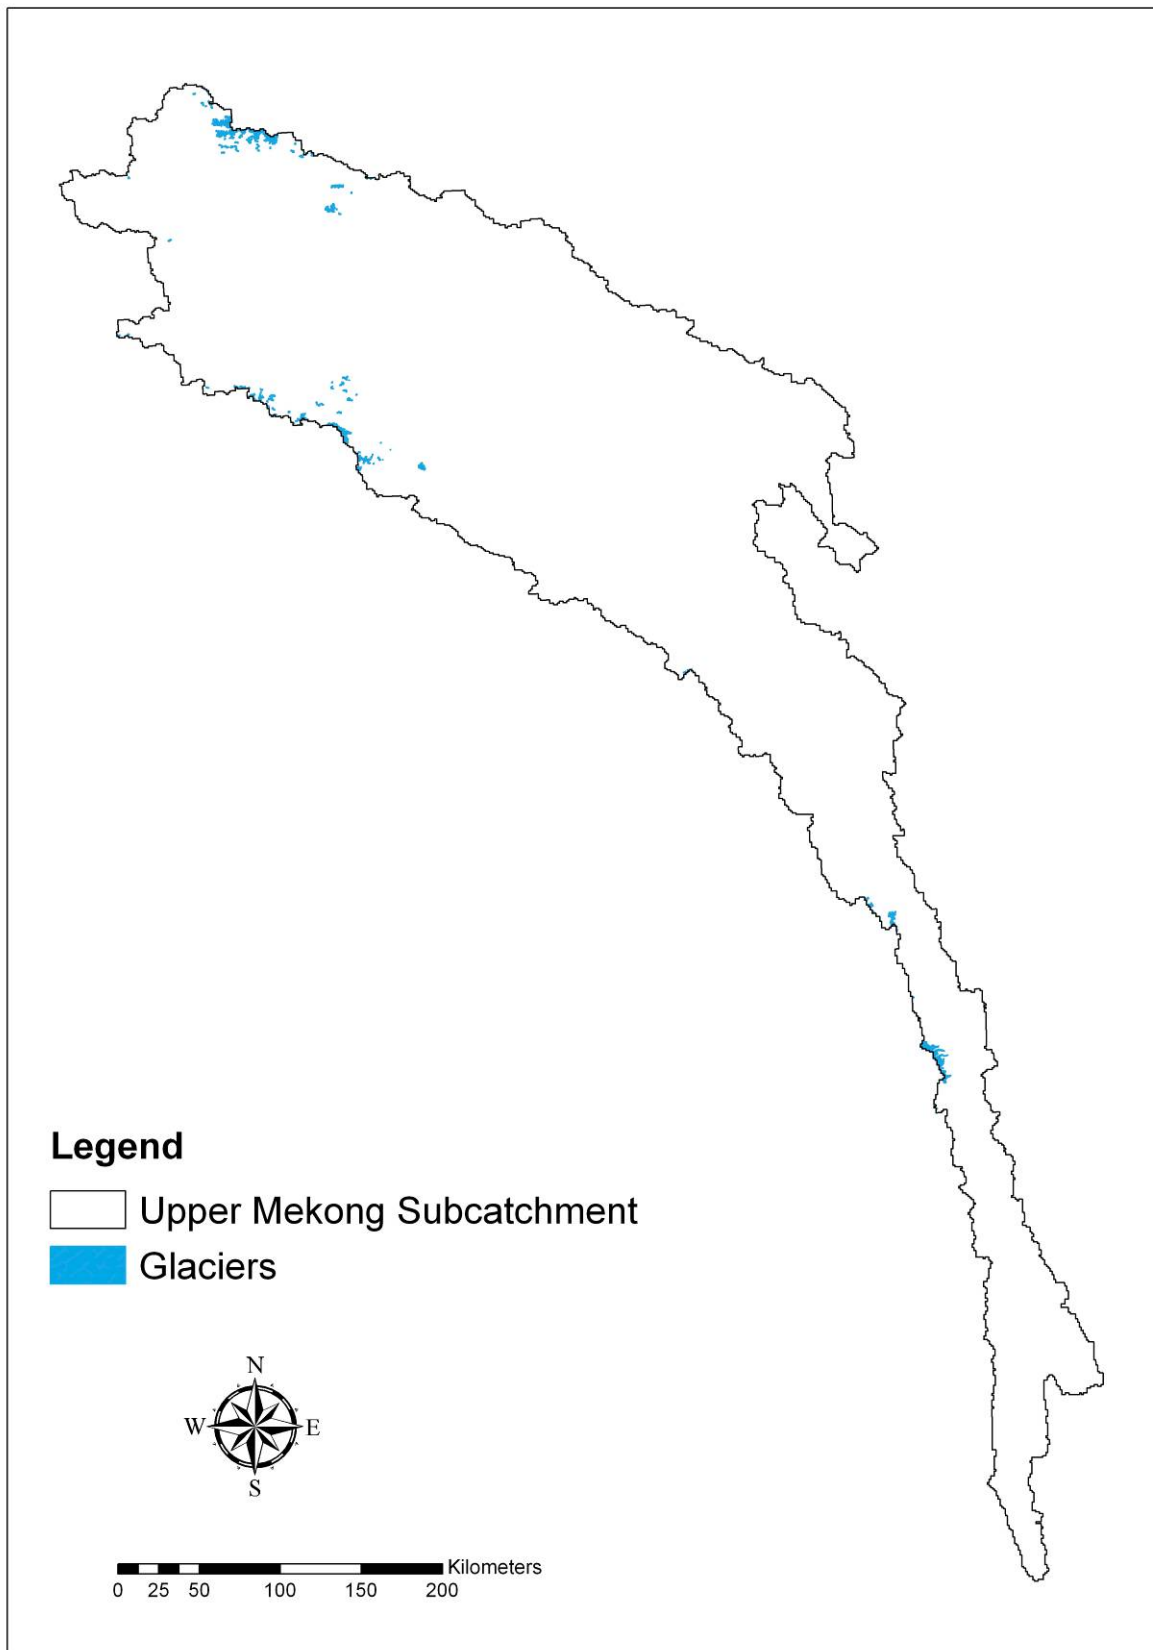 Legend
Upper Mekong Subcatchment
Glaciers
N
W E
S
Kilometers
0 25 50 100 150 200